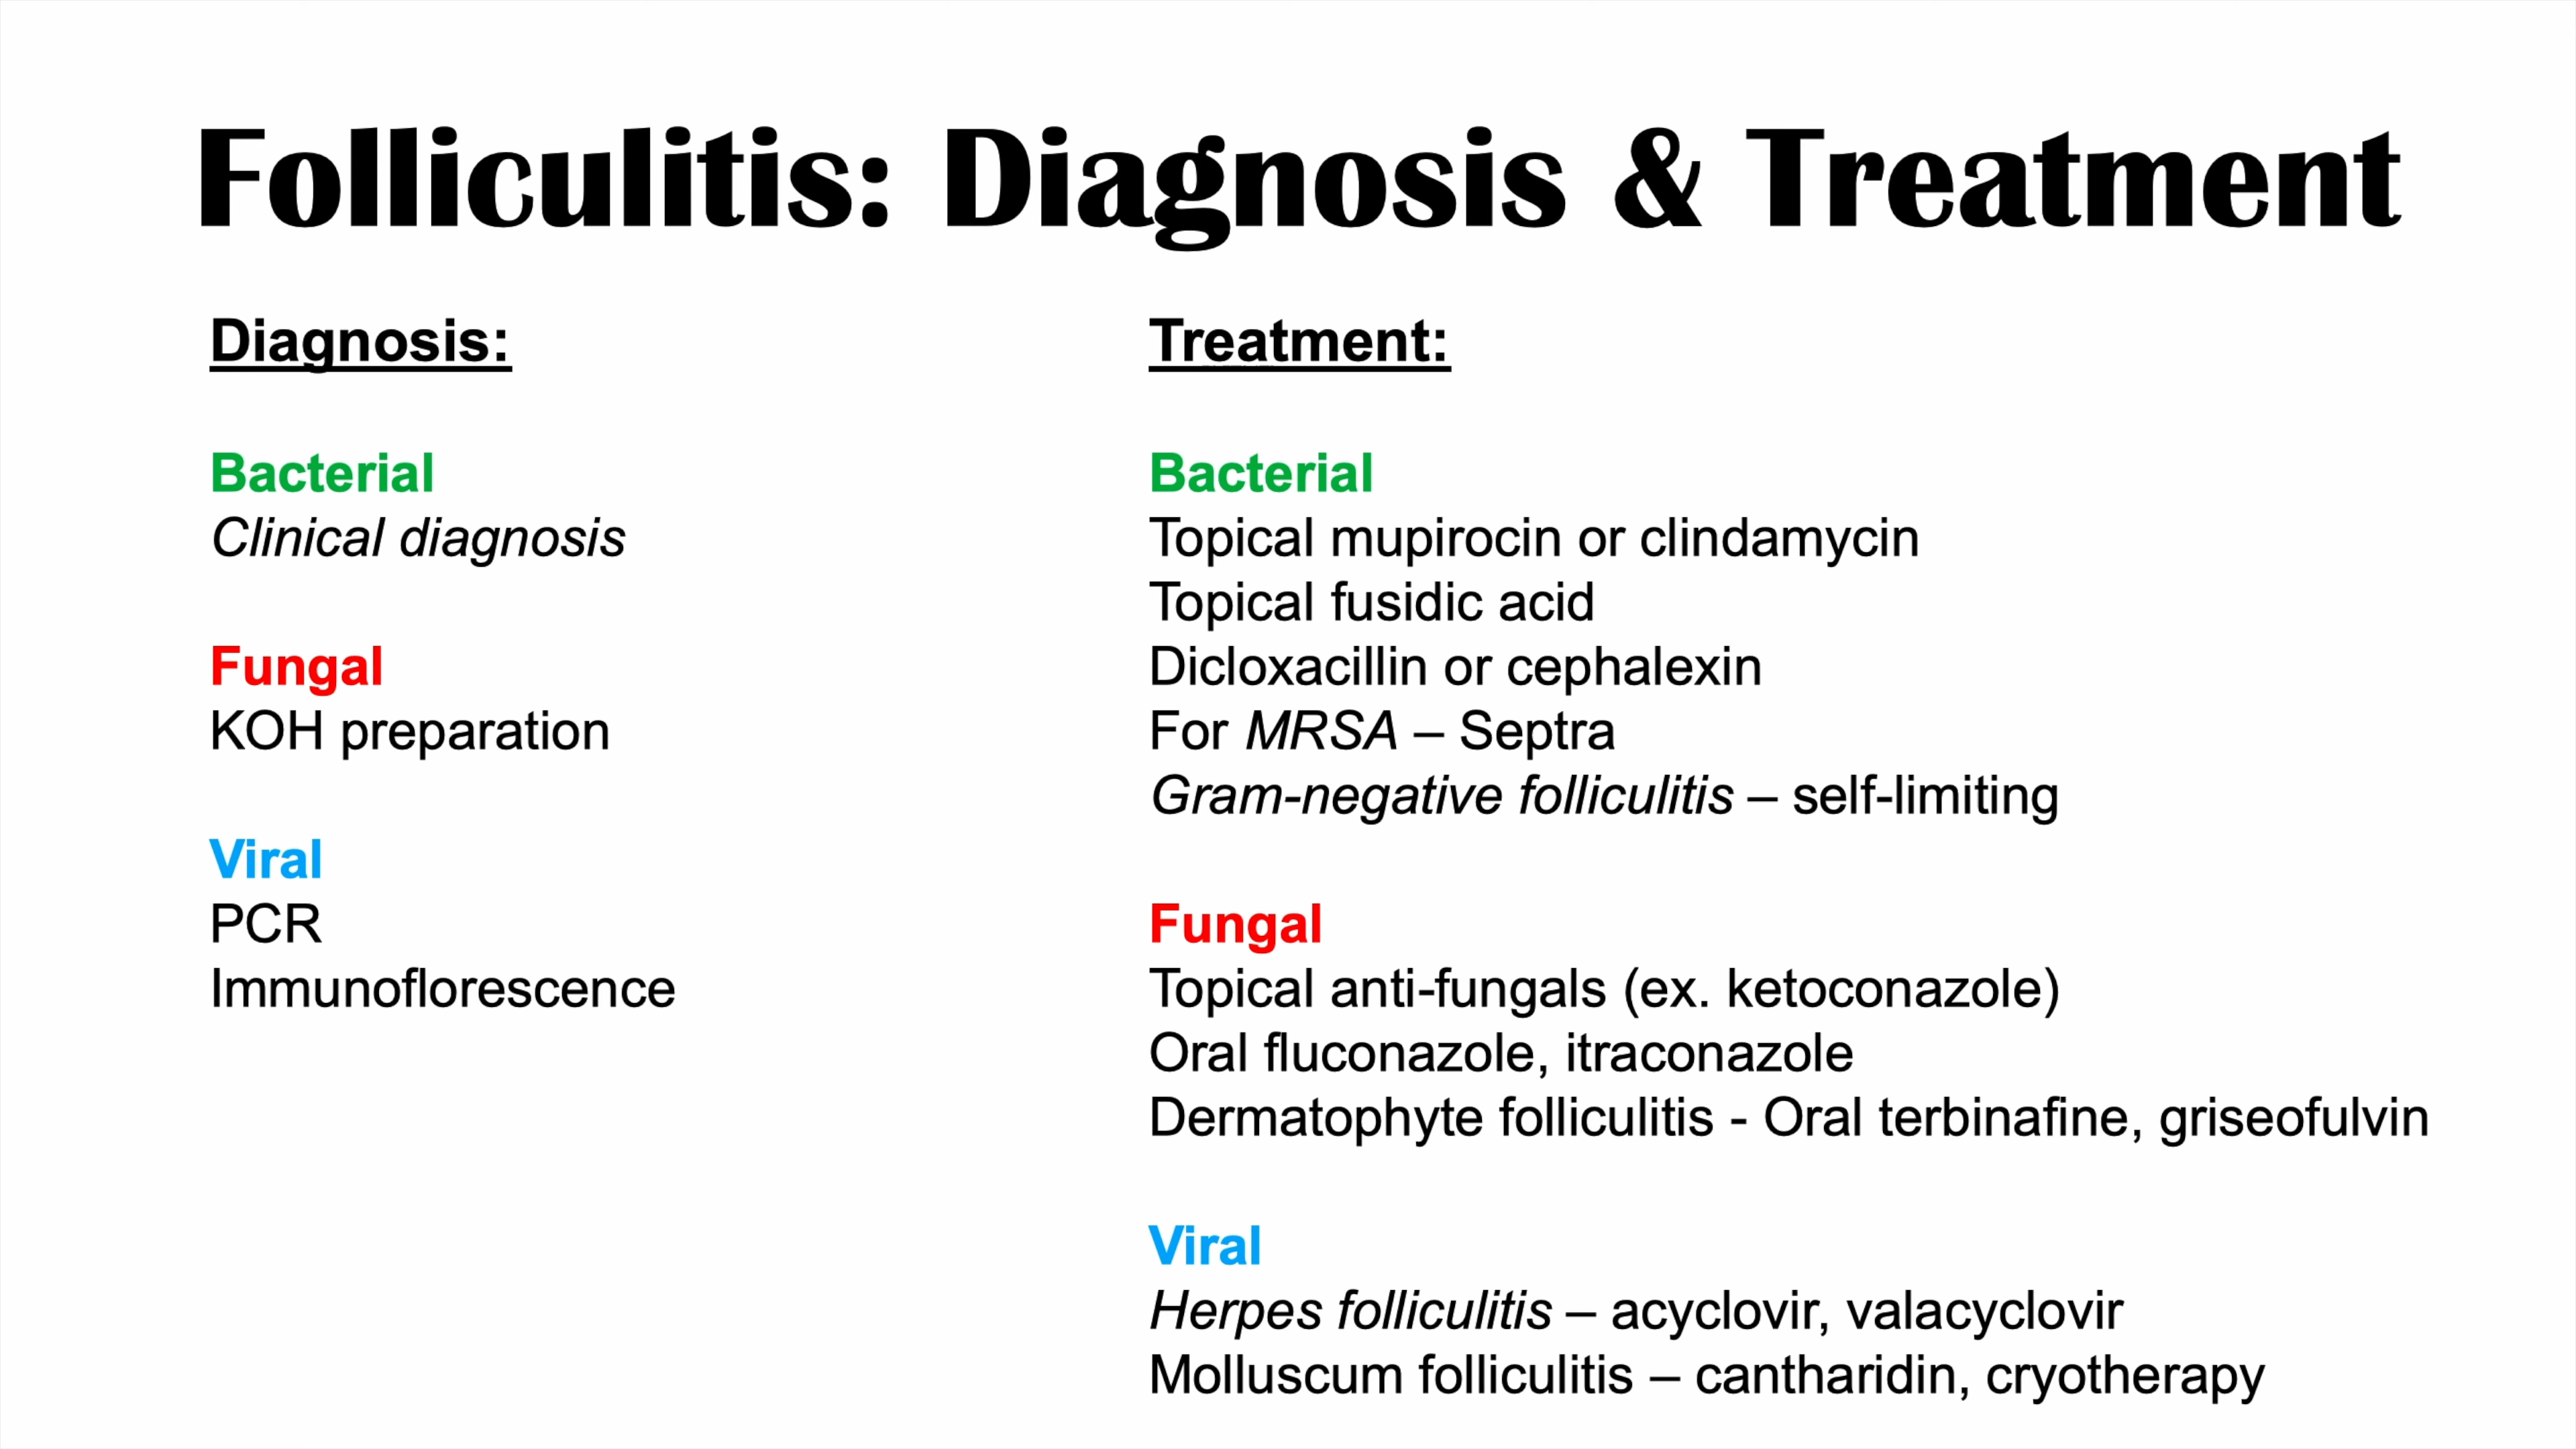 Folliculitis: Diagnosis & Treatment
Diagnosis:
Bacterial
Clinical diagnosis
Fungal
KOH preparation
Viral
PCR
Immunoflorescence
Treatment:
Bacterial
Topical mupirocin or clindamycin
Topical fusidic acid
Dicloxacillin or cephalexin
For MRSA – Septra
Gram-negative folliculitis – self-limiting
Fungal
Topical anti-fungals (ex. ketoconazole)
Oral fluconazole, itraconazole
Dermatophyte folliculitis - Oral terbinafine, griseofulvin
Viral
Herpes folliculitis – acyclovir, valacyclovir
Molluscum folliculitis – cantharidin, cryotherapy